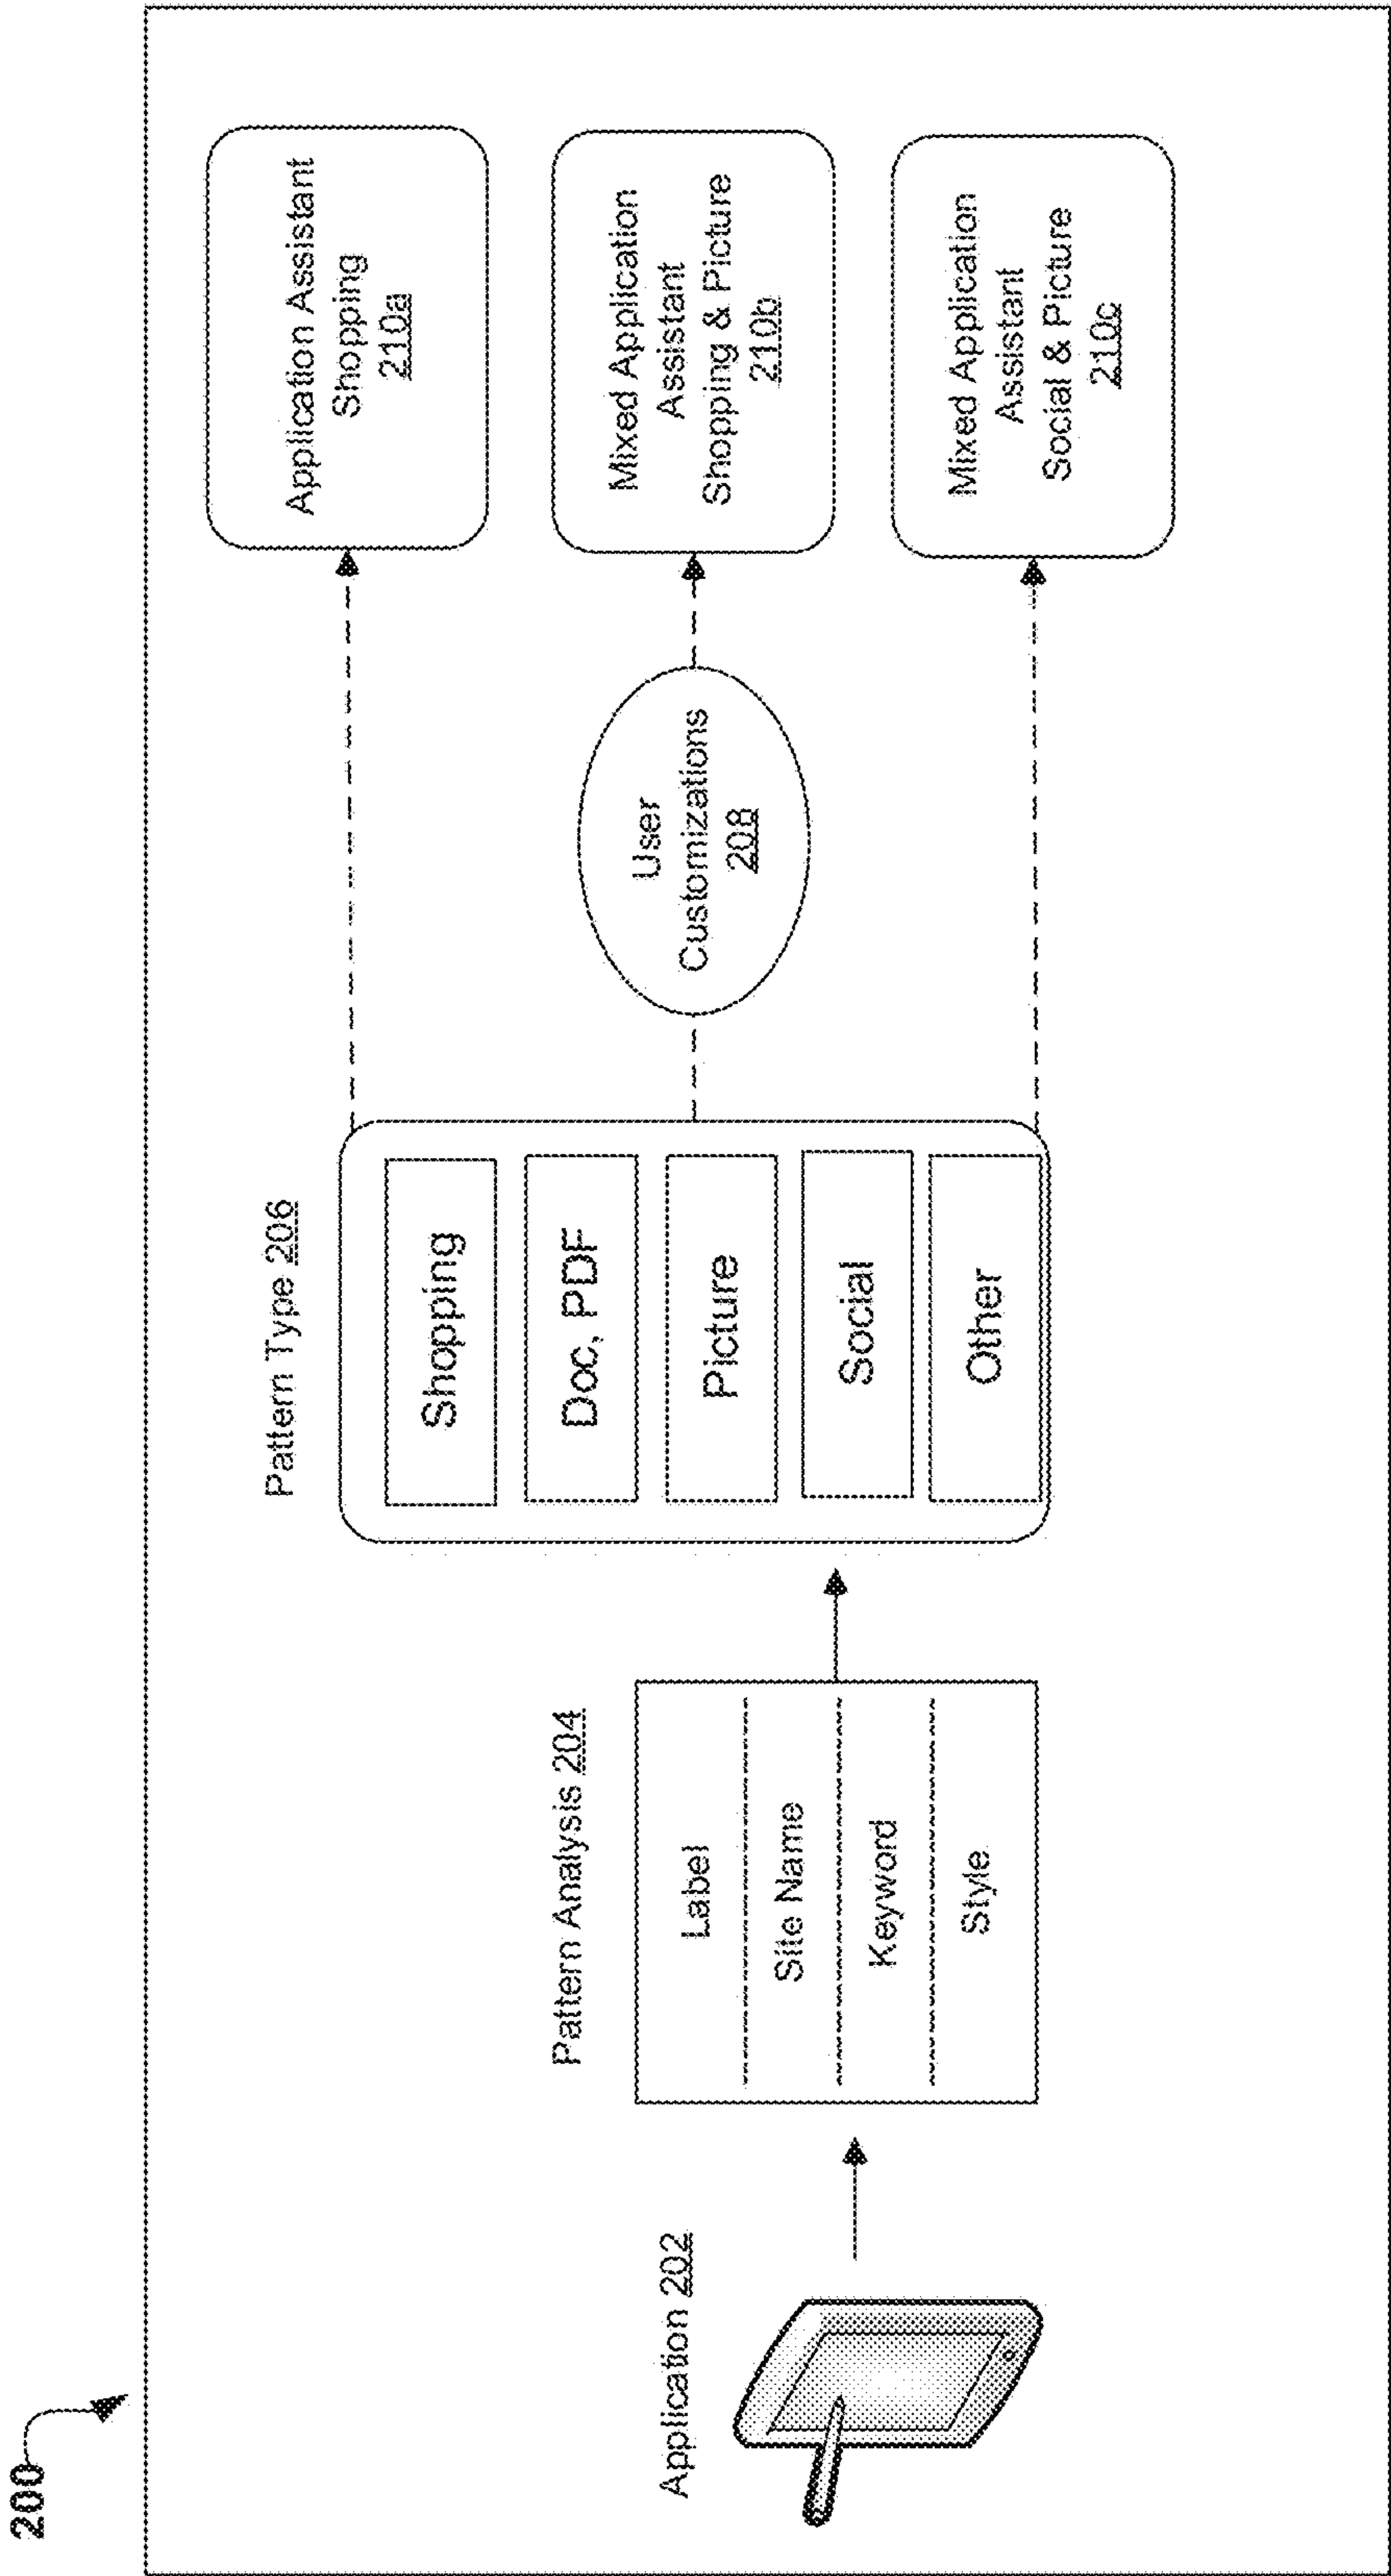 200
Application 202
Pattern Analysis 204
Label
Site Name
Keyword
Style
Pattern Type 206
Shopping
Doc, PDF
Picture
Social
Other
User
Customizations
208
Application Assistant
Shopping
210a
Mixed Application
Assistant
Shopping & Picture
210b
Mixed Application
Assistant
Social & Picture
210c